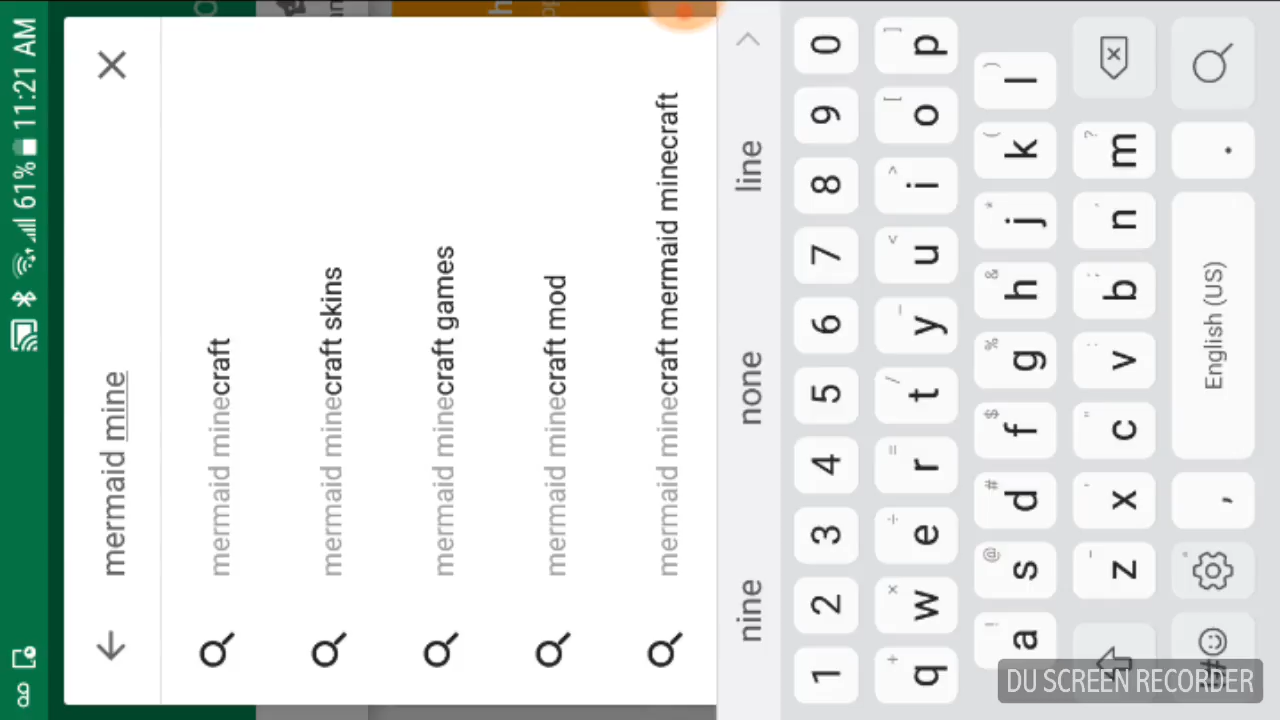 61% 11:21 AM
mermaid mine
mermaid minecraft
mermaid minecraft skins
mermaid minecraft games
mermaid minecraft mod
mermaid minecraft mermaid minecraft
nine none line
1 2 3 4 5 6 7 8 9 0
q w e r t y u i o p
+ × ÷ = / _ < > [ ]
a s d f g h j k l
! @ # $ % & * ( )
z x c v b n m
- ' " : ; , ?
!#☺ , English (US) .
DU SCREEN RECORDER